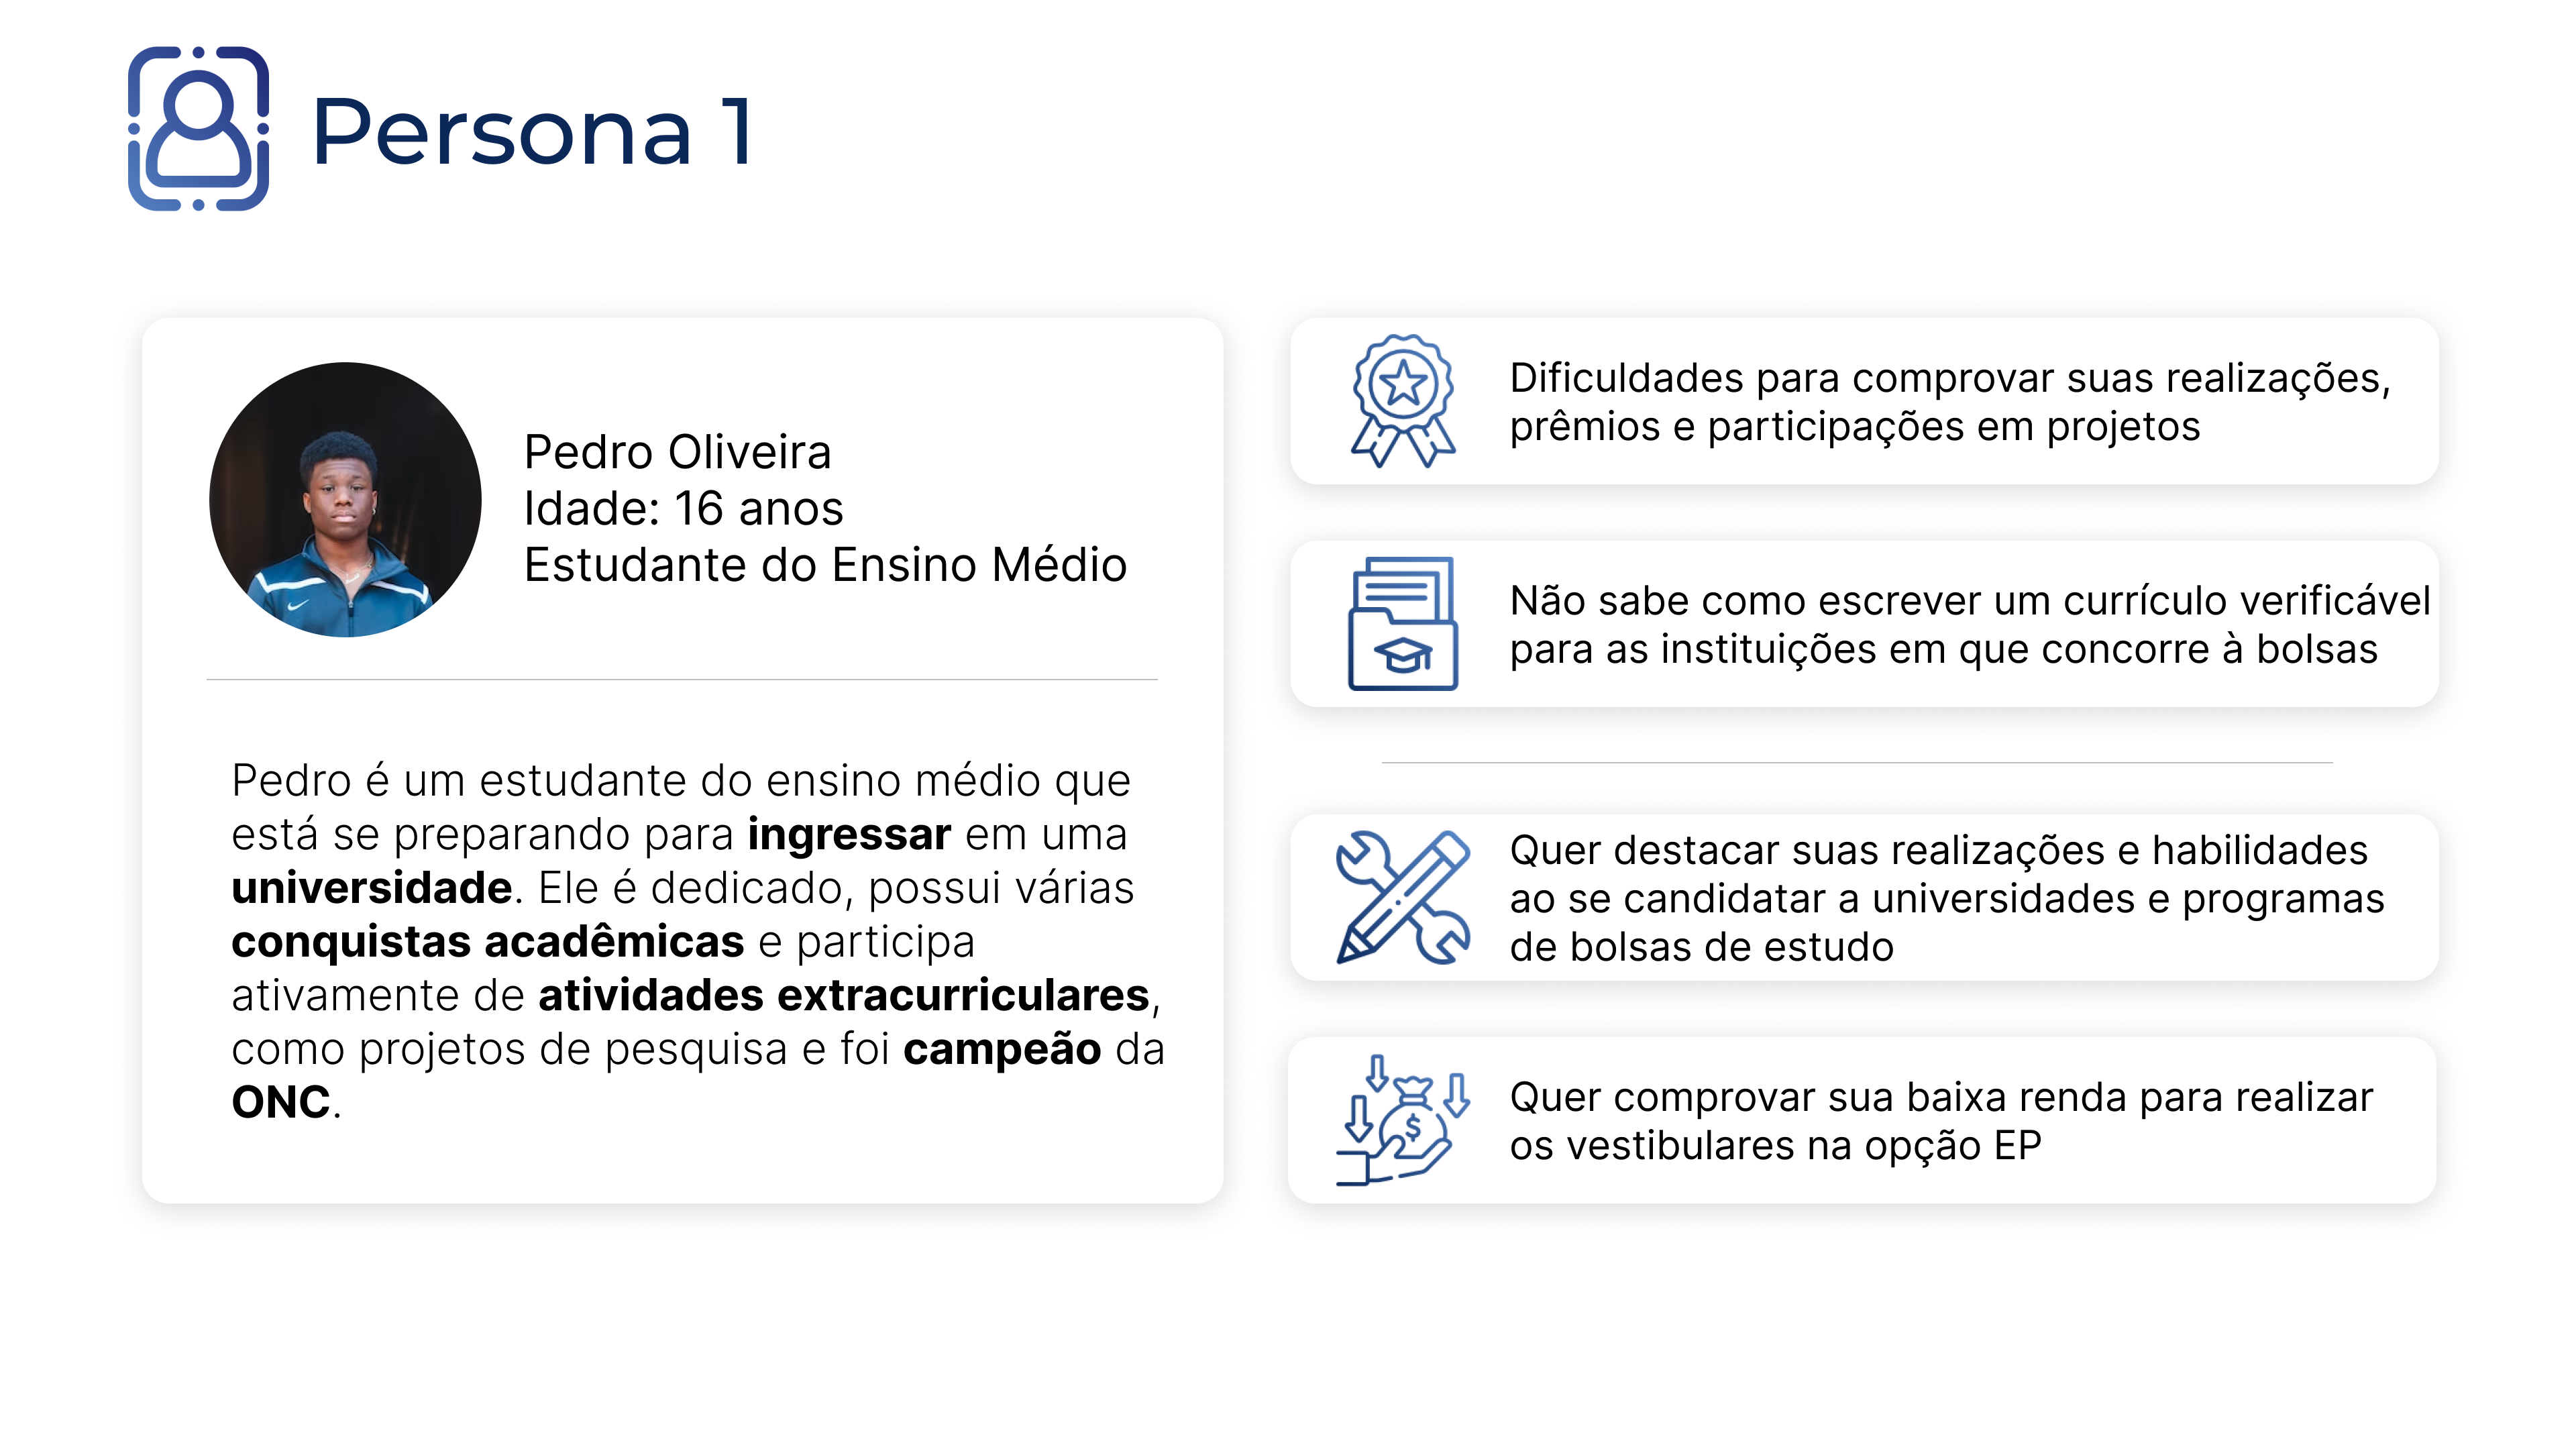 Persona 1
Pedro Oliveira
Idade: 16 anos
Estudante do Ensino Médio
Pedro é um estudante do ensino médio que
está se preparando para ingressar em uma
universidade. Ele é dedicado, possui várias
conquistas acadêmicas e participa
ativamente de atividades extracurriculares,
como projetos de pesquisa e foi campeão da
ONC.
Dificuldades para comprovar suas realizações,
prêmios e participações em projetos
Não sabe como escrever um currículo verificável
para as instituições em que concorre à bolsas
Quer destacar suas realizações e habilidades
ao se candidatar a universidades e programas
de bolsas de estudo
$
Quer comprovar sua baixa renda para realizar
os vestibulares na opção EP